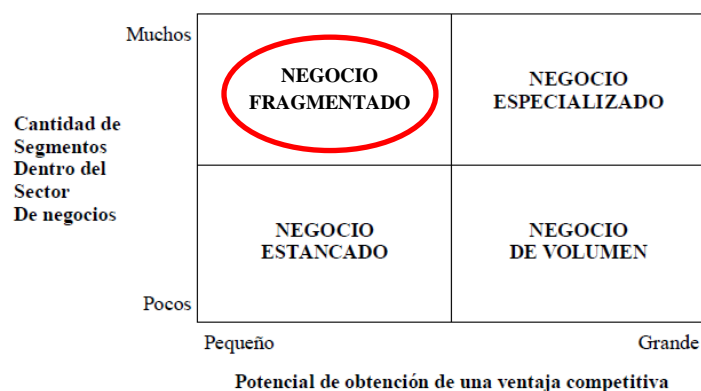 Muchos
NEGOCIO
FRAGMENTADO
NEGOCIO
ESPECIALIZADO
Cantidad de
Segmentos
Dentro del
Sector
De negocios
NEGOCIO
ESTANCADO
NEGOCIO
DE VOLUMEN
Pocos
Pequeño
Grande
Potencial de obtención de una ventaja competitiva